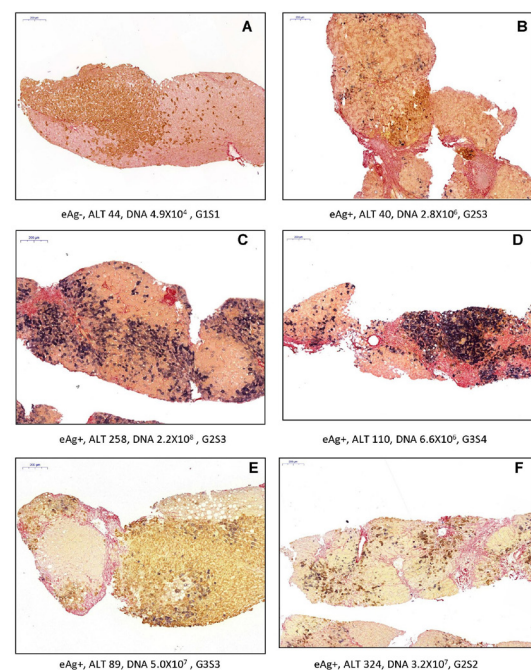 A
B
eAg-, ALT 44, DNA 4.9X10⁴ , G1S1
eAg+, ALT 40, DNA 2.8X10⁶ , G2S3
C
D
eAg+, ALT 258, DNA 2.2X10⁸ , G2S3
eAg+, ALT 110, DNA 6.6X10⁶ , G3S4
E
F
eAg+, ALT 89, DNA 5.0X10⁷ , G3S3
eAg+, ALT 324, DNA 3.2X10⁷ , G2S2